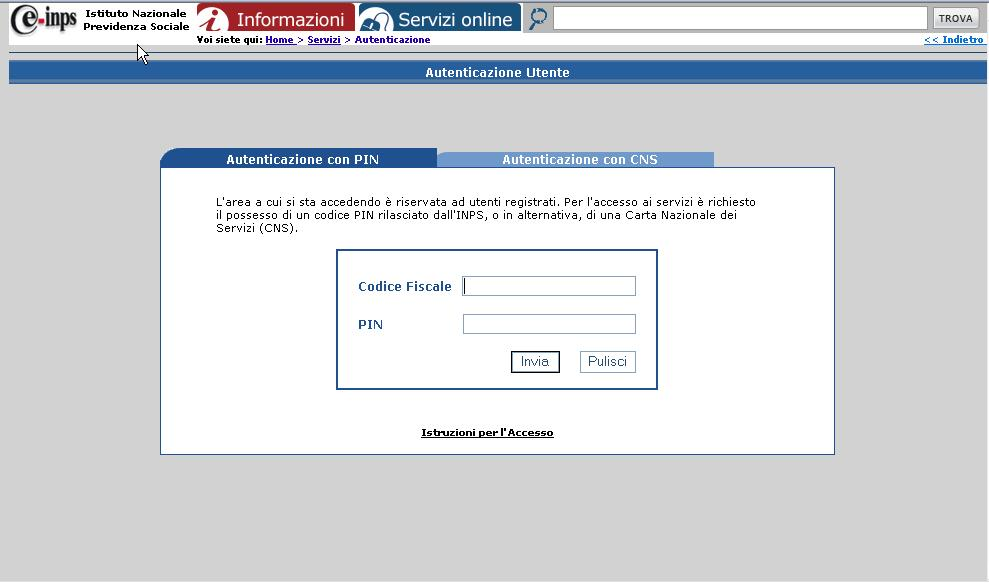 e-inps
Istituto Nazionale
Previdenza Sociale
i Informazioni
Servizi online
TROVA
Voi siete qui: Home > Servizi > Autenticazione
<< Indietro
Autenticazione Utente
Autenticazione con PIN
Autenticazione con CNS
L'area a cui si sta accedendo è riservata ad utenti registrati. Per l'accesso ai servizi è richiesto
il possesso di un codice PIN rilasciato dall'INPS, o in alternativa, di una Carta Nazionale dei
Servizi (CNS).
Codice Fiscale
PIN
Invia
Pulisci
Istruzioni per l'Accesso